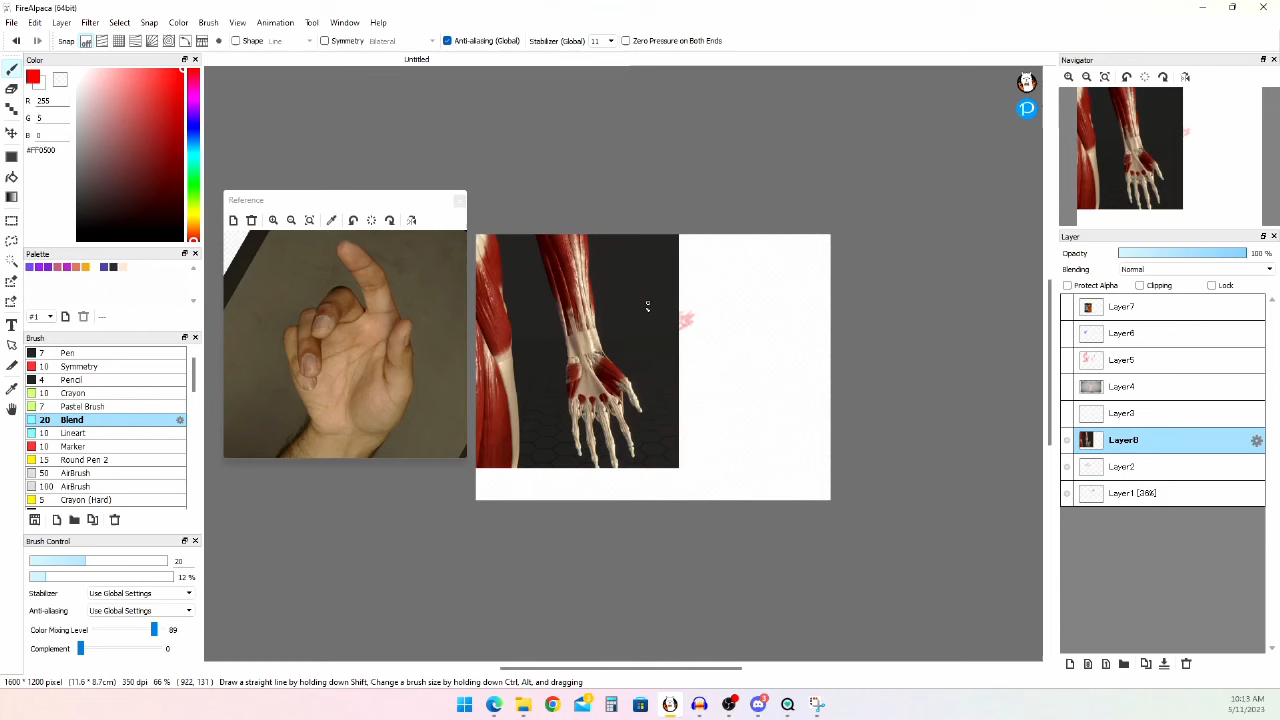 FireAlpaca (64bit)
File Edit Layer Filter Select Snap Color Brush View Animation Tool Window Help
Snap off Shape Line Symmetry Bilateral Anti-aliasing (Global) Stabilizer (Global) 11 Zero Pressure on Both Ends
Color
R 255
G 5
B 0
#FF0500
Palette
#1 ---
Brush
7 Pen
10 Symmetry
4 Pencil
10 Crayon
7 Pastel Brush
20 Blend
10 Lineart
10 Marker
15 Round Pen 2
50 AirBrush
100 AirBrush
5 Crayon (Hard)
Brush Control
20
12 %
Stabilizer Use Global Settings
Anti-aliasing Use Global Settings
Color Mixing Level 89
Complement 0
Untitled
Reference
Navigator
Layer
Opacity 100 %
Blending Normal
Protect Alpha Clipping Lock
Layer7
Layer6
Layer5
Layer4
Layer3
Layer8
Layer2
Layer1 [36%]
1600 * 1200 pixel (11.6 * 8.7cm) 350 dpi 66 % (922, 131) Draw a straight line by holding down Shift, Change a brush size by holding down Ctrl, Alt, and dragging
10:13 AM
5/11/2023